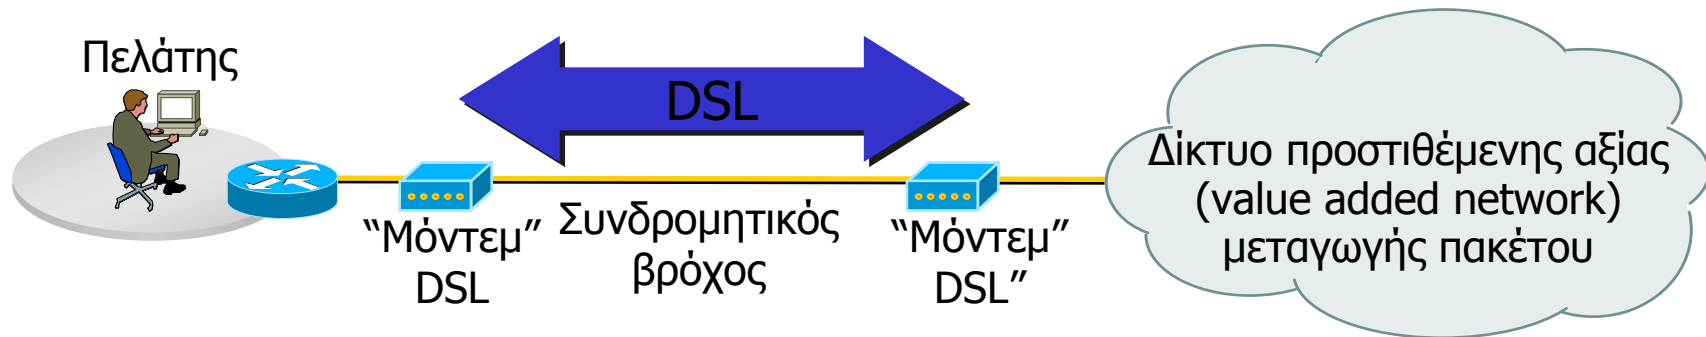 Πελάτης
DSL
“Μόντεμ”
DSL
Συνδρομητικός
βρόχος
“Μόντεμ”
DSL”
Δίκτυο προστιθέμενης αξίας
(value added network)
μεταγωγής πακέτου